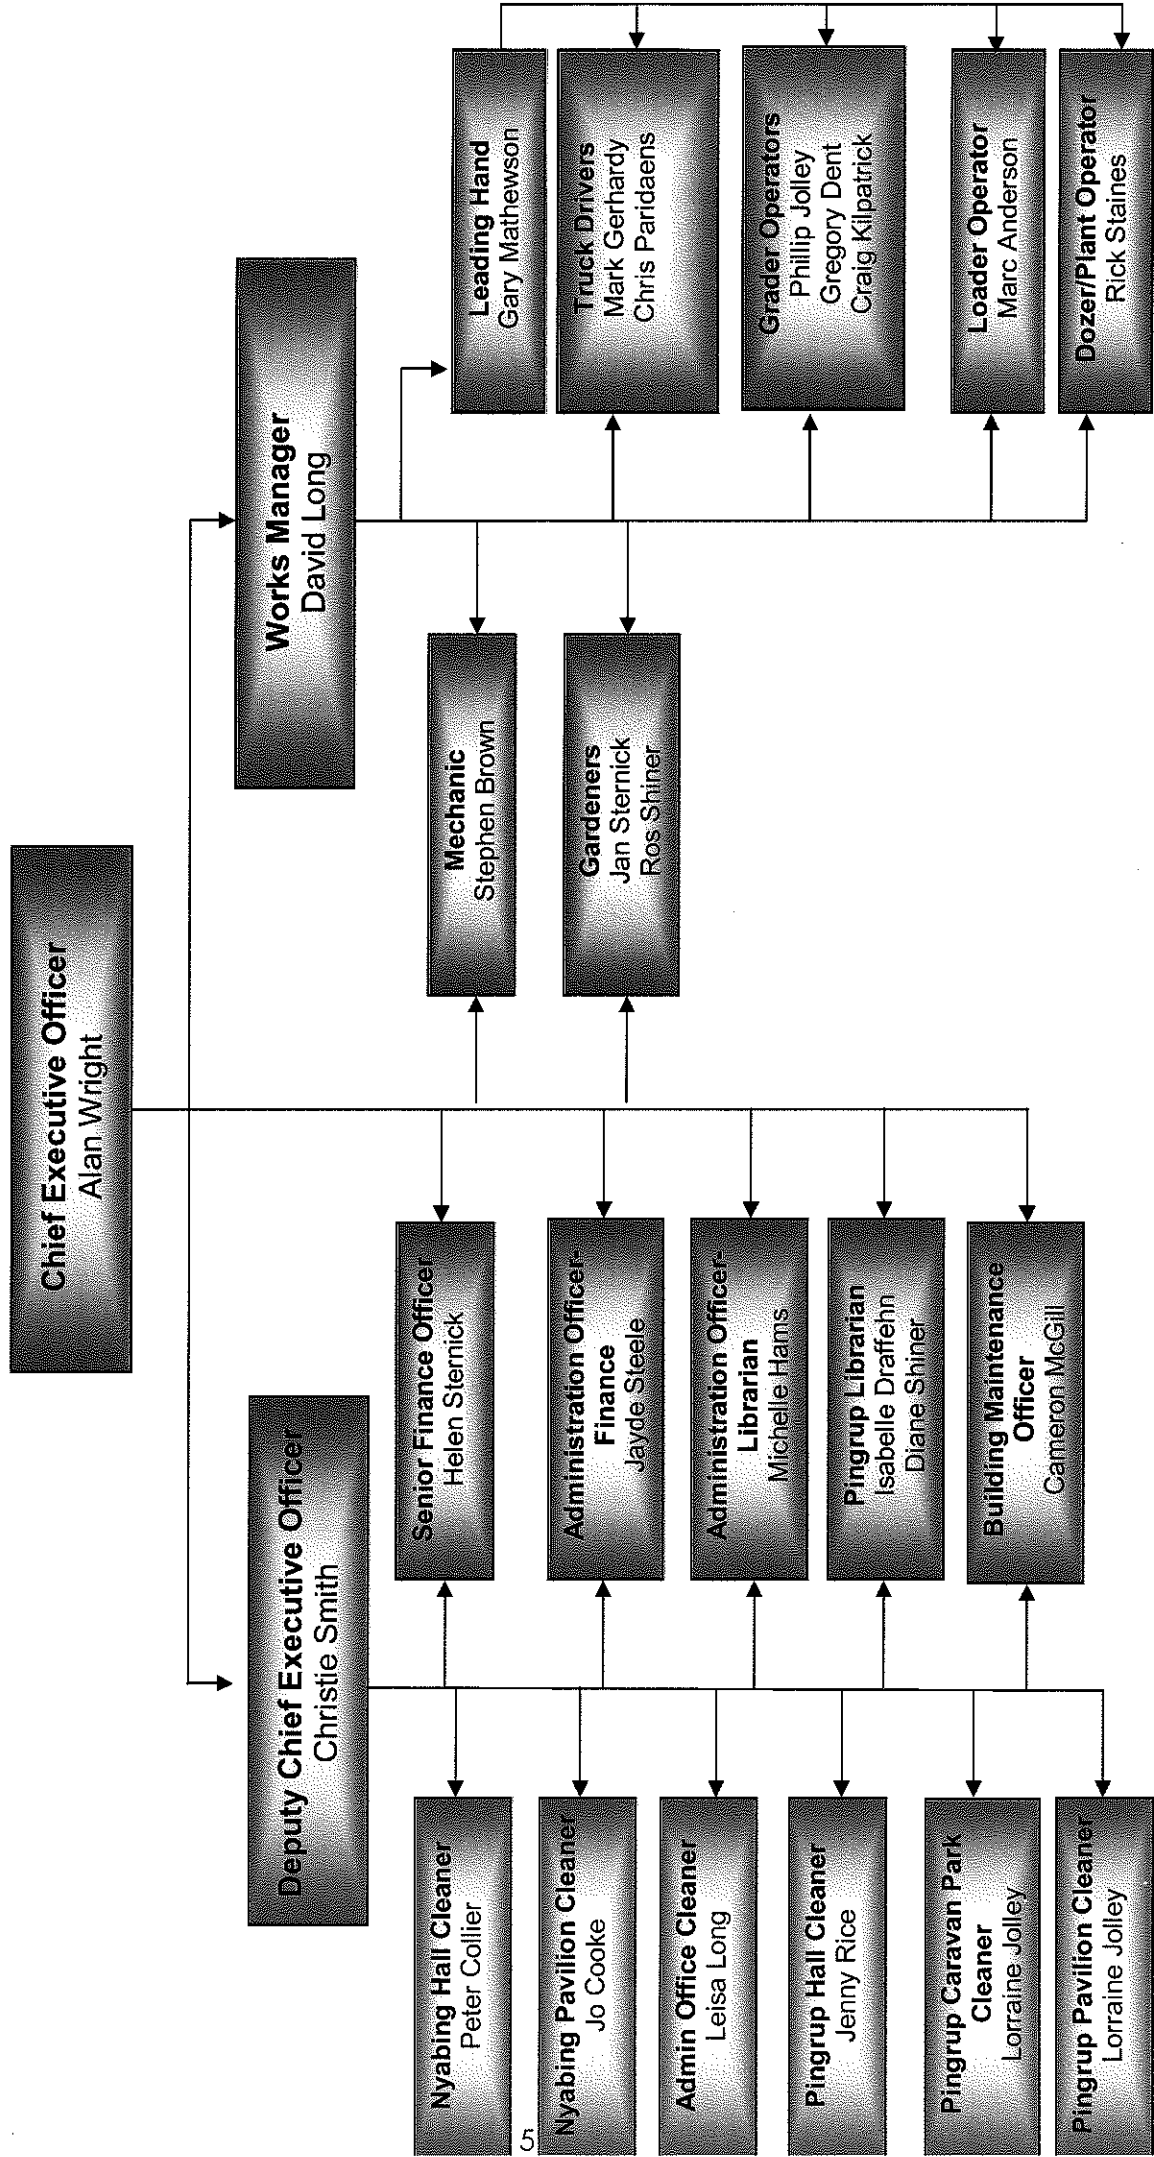 Chief Executive Officer
Alan Wright
Deputy Chief Executive Officer
Christie Smith
Works Manager
David Long
Nyabing Hall Cleaner
Peter Collier
Nyabing Pavilion Cleaner
Jo Cooke
Admin Office Cleaner
Leisa Long
Pingrup Hall Cleaner
Jenny Rice
Pingrup Caravan Park
Cleaner
Lorraine Jolley
Pingrup Pavilion Cleaner
Lorraine Jolley
Senior Finance Officer
Helen Sternick
Administration Officer-
Finance
Jayde Steele
Administration Officer-
Librarian
Michelle Hams
Pingrup Librarian
Isabelle Draffehn
Diane Shiner
Building Maintenance
Officer
Cameron McGill
Mechanic
Stephen Brown
Gardeners
Jan Sternick
Ros Shiner
Leading Hand
Gary Mathewson
Truck Drivers
Mark Gerhardy
Chris Paridaens
Grader Operators
Phillip Jolley
Gregory Dent
Craig Kilpatrick
Loader Operator
Marc Anderson
Dozer/Plant Operator
Rick Staines
5